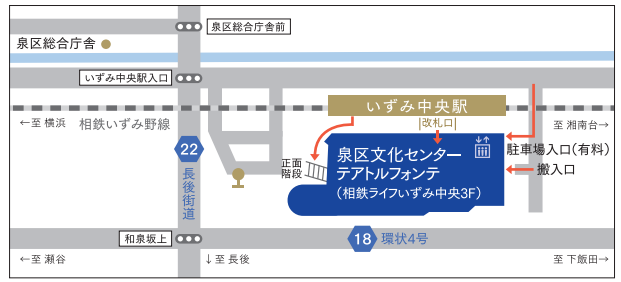 泉区総合庁舎前
泉区総合庁舎
いずみ中央駅入口
いずみ中央駅
←至 横浜
相鉄いずみ野線
改札口
至 湘南台→
22
長後街道
正面
階段
泉区文化センター
テアトルフォンテ
(相鉄ライフいずみ中央3F)
駐車場入口(有料)
搬入口
和泉坂上
18 環状4号
←至 瀬谷
↓至 長後
至 下飯田→